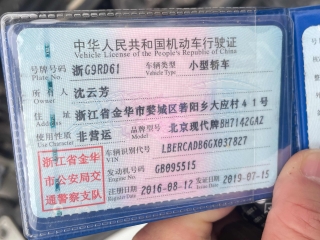 中华人民共和国机动车行驶证
Vehicle License of the People's Republic of China
号牌号码 浙G9RD61 车辆类型 小型轿车
Plate No. Vehicle Type
所有人 沈云芳
Owner
住址 浙江省金华市婺城区箬阳乡大应村41号
Address
使用性质 非营运 品牌型号 北京现代牌BH7142GAZ
Use Character Model
浙江省金华
市公安局交
通警察支队
车辆识别代号 LBERCADB6GX037827
VIN
发动机号码 GB095515
Engine No.
注册日期 2016-08-12 发证日期 2019-07-15
Register Date Issue Date